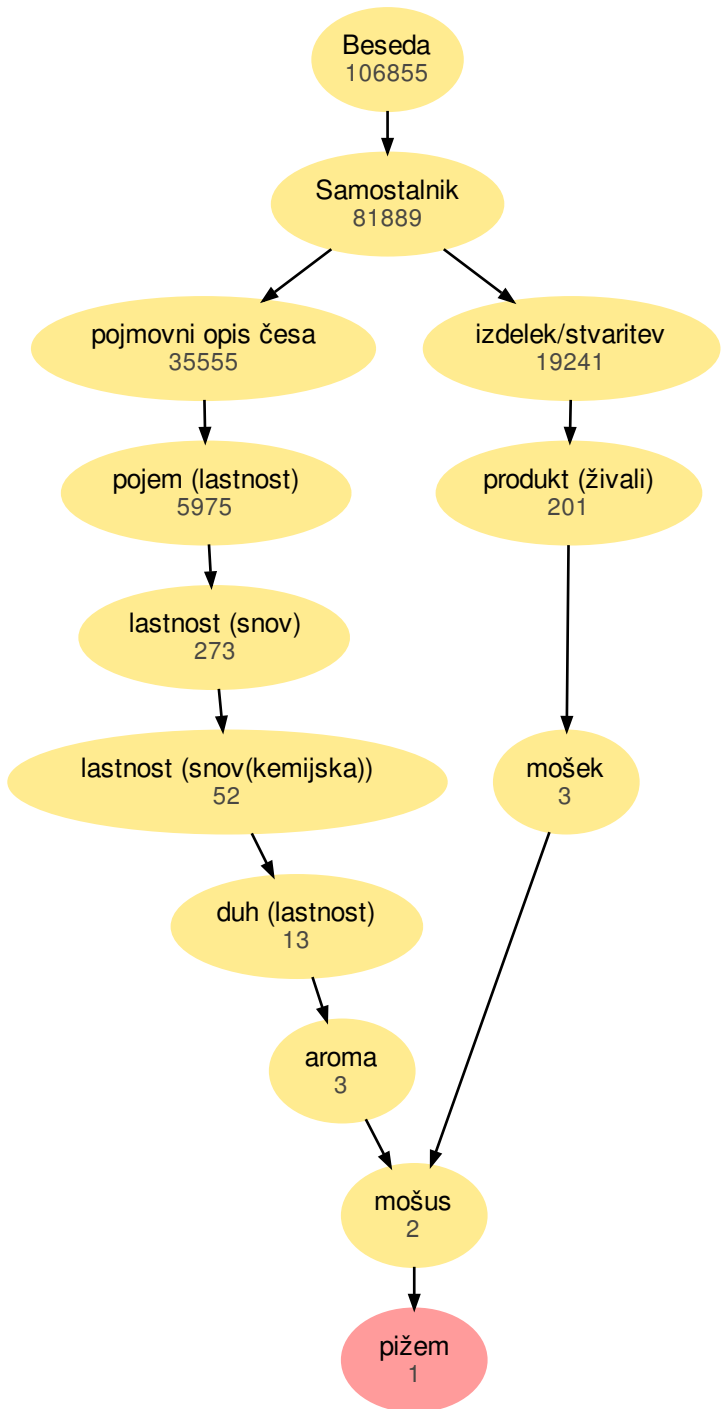 Beseda
106855
Samostalnik
81889
pojmovni opis česa
35555
izdelek/stvaritev
19241
pojem (lastnost)
5975
produkt (živali)
201
lastnost (snov)
273
lastnost (snov(kemijska))
52
mošek
3
duh (lastnost)
13
aroma
3
mošus
2
pižem
1